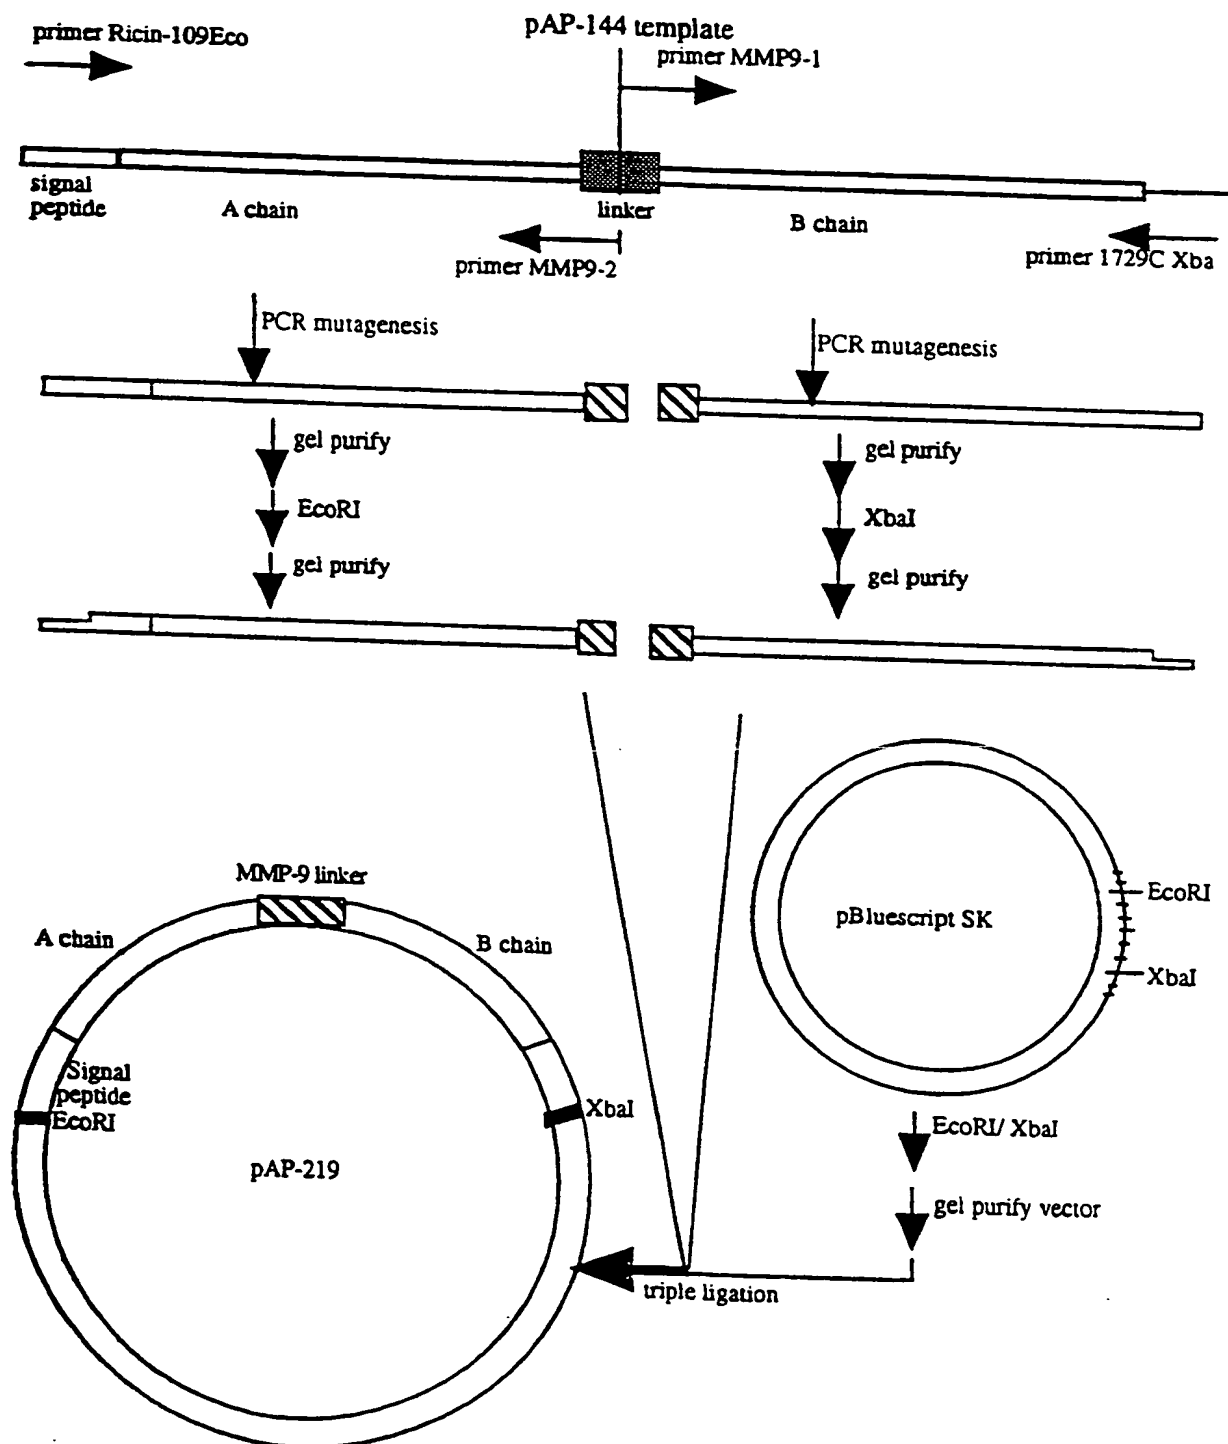 primer Ricin-109Eco
pAP-144 template
primer MMP9-1
signal
peptide
A chain
linker
B chain
primer MMP9-2
primer 1729C Xba
PCR mutagenesis
PCR mutagenesis
gel purify
gel purify
EcoRI
XbaI
gel purify
gel purify
MMP-9 linker
A chain
B chain
pBluescript SK
EcoRI
XbaI
Signal
peptide
EcoRI
XbaI
EcoRI/ XbaI
pAP-219
gel purify vector
triple ligation